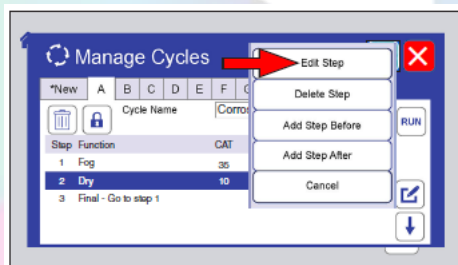 Manage Cycles
*New A B C D E F
Cycle Name Corros
RUN
Step Function CAT
1 Fog 35
2 Dry 10
3 Final - Go to step 1
Edit Step
Delete Step
Add Step Before
Add Step After
Cancel